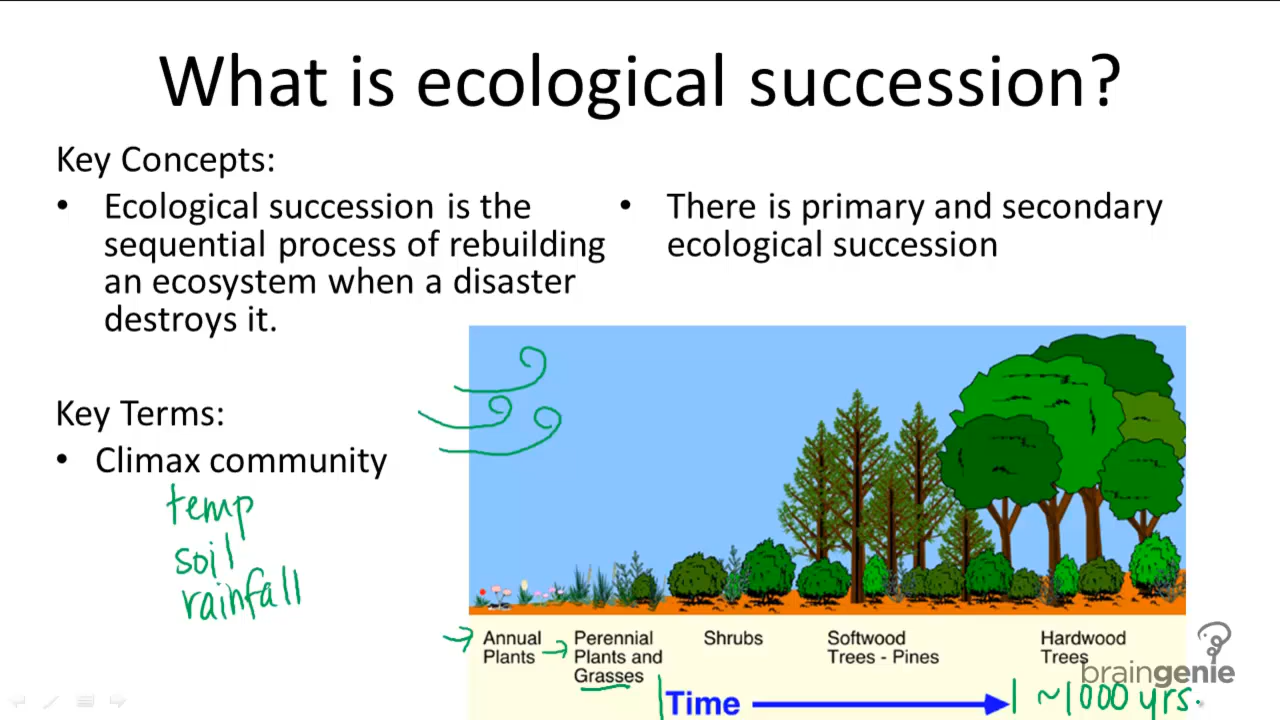 What is ecological succession?
Key Concepts:
• Ecological succession is the
sequential process of rebuilding
an ecosystem when a disaster
destroys it.
• There is primary and secondary
ecological succession
Key Terms:
• Climax community
temp
soil
rainfall
Annual
Plants
Perennial
Plants and
Grasses
Shrubs
Softwood
Trees - Pines
Hardwood
Trees
braingenie
Time
~1000 yrs.